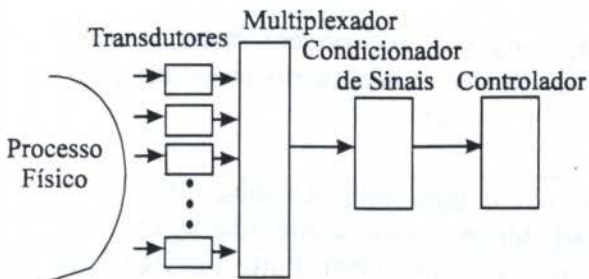 Multiplexador
Transdutores
Condicionador
de Sinais
Controlador
Processo
Físico